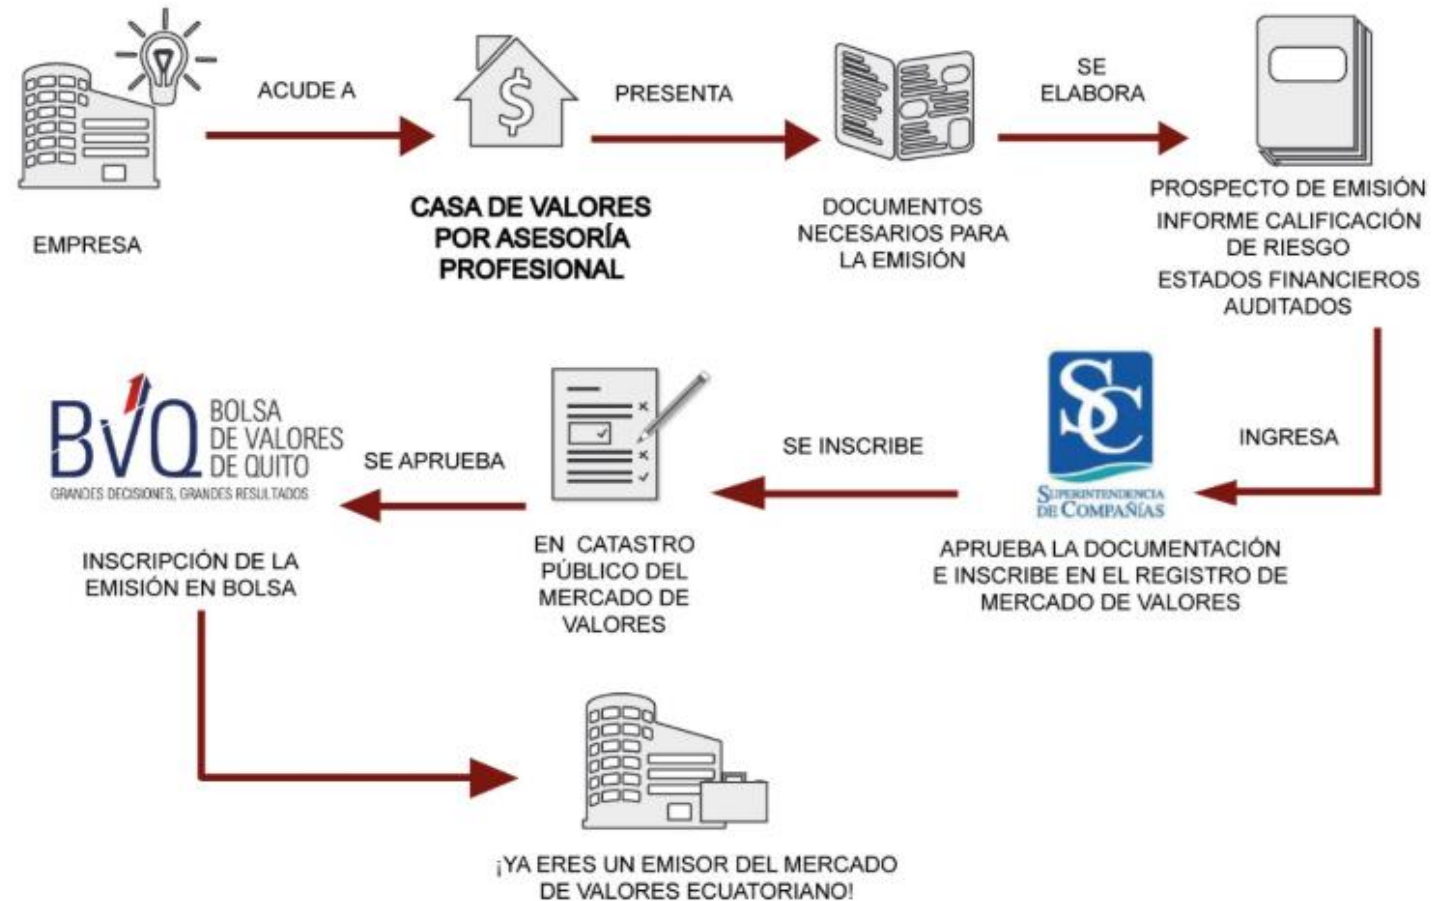 ACUDE A
EMPRESA
$
CASA DE VALORES
POR ASESORÍA
PROFESIONAL
PRESENTA
DOCUMENTOS
NECESARIOS PARA
LA EMISIÓN
SE
ELABORA
PROSPECTO DE EMISIÓN
INFORME CALIFICACIÓN
DE RIESGO
ESTADOS FINANCIEROS
AUDITADOS
INGRESA
SC
SUPERINTENDENCIA
DE COMPAÑÍAS
APRUEBA LA DOCUMENTACIÓN
E INSCRIBE EN EL REGISTRO DE
MERCADO DE VALORES
SE INSCRIBE
EN CATASTRO
PÚBLICO DEL
MERCADO DE
VALORES
SE APRUEBA
BVQ
BOLSA
DE VALORES
DE QUITO
GRANDES DECISIONES, GRANDES RESULTADOS
INSCRIPCIÓN DE LA
EMISIÓN EN BOLSA
¡YA ERES UN EMISOR DEL MERCADO
DE VALORES ECUATORIANO!